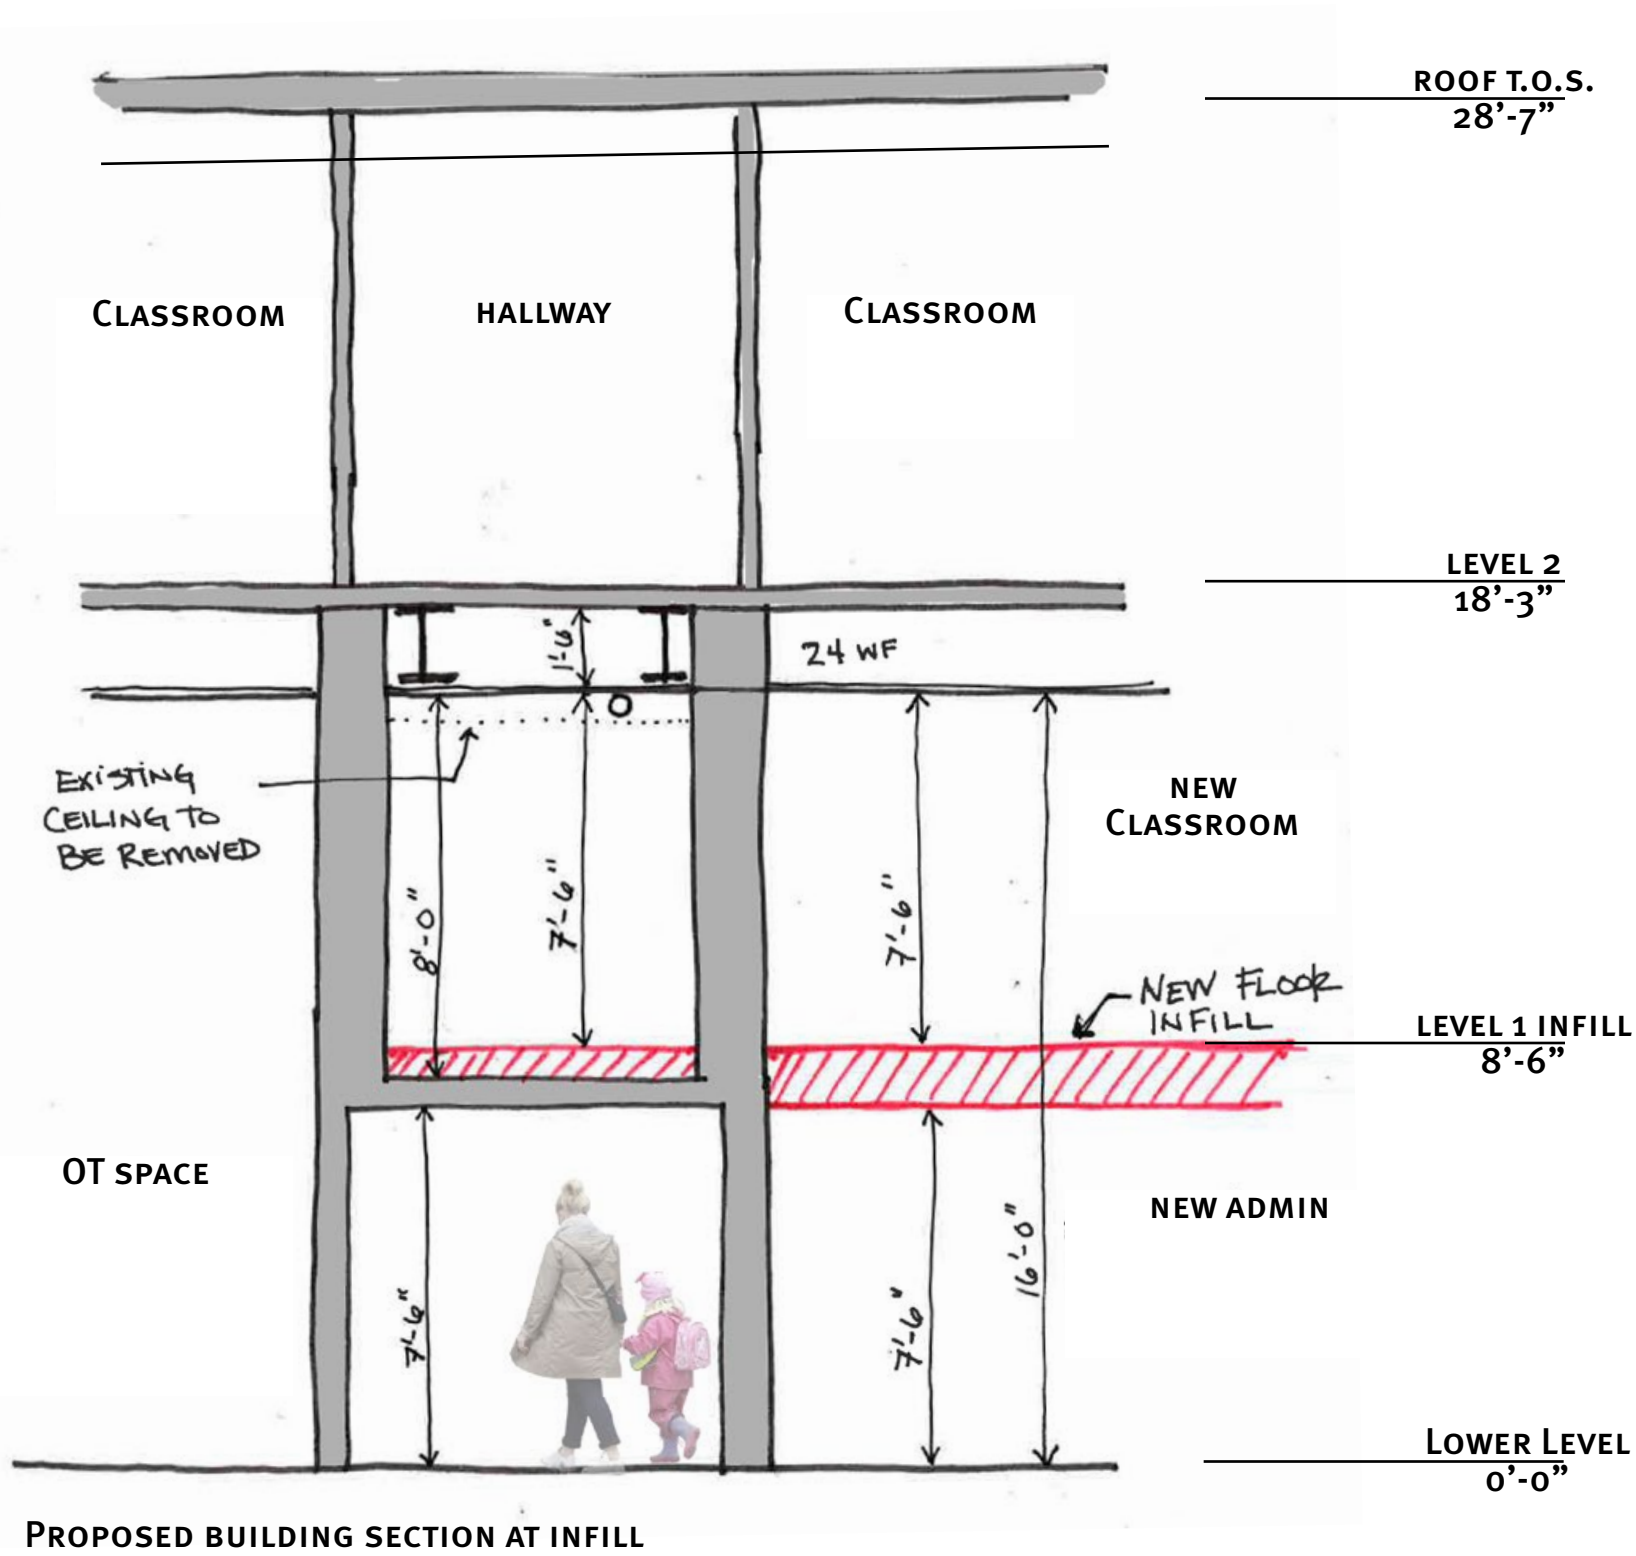 ROOF T.O.S.
28’-7”
CLASSROOM
HALLWAY
CLASSROOM
LEVEL 2
18’-3”
1'-6"
24 WF
EXISTING
CEILING TO
BE REMOVED
NEW
CLASSROOM
8'-0"
7'-6"
7'-6"
NEW FLOOR
INFILL
LEVEL 1 INFILL
8’-6”
OT SPACE
NEW ADMIN
7'-6"
7'-6"
16'-0"
LOWER LEVEL
0’-0”
PROPOSED BUILDING SECTION AT INFILL